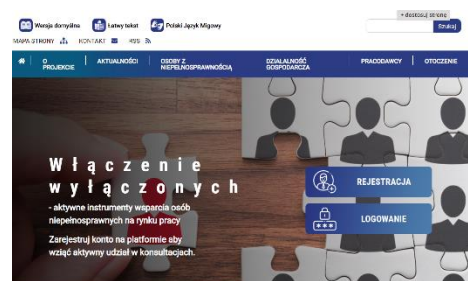 + dostosuj stronę
Wersja domyślna Łatwy tekst Polski Język Migowy
Szukaj
MAPA STRONY KONTAKT RSS
O PROJEKCIE AKTUALNOŚCI OSOBY Z NIEPEŁNOSPRAWNOŚCIĄ DZIAŁALNOŚĆ GOSPODARCZA PRACODAWCY OTOCZENIE
Włączenie
wyłączonych
- aktywne instrumenty wsparcia osób
niepełnosprawnych na rynku pracy
Zarejestruj konto na platformie aby
wziąć aktywny udział w konsultacjach.
REJESTRACJA
LOGOWANIE